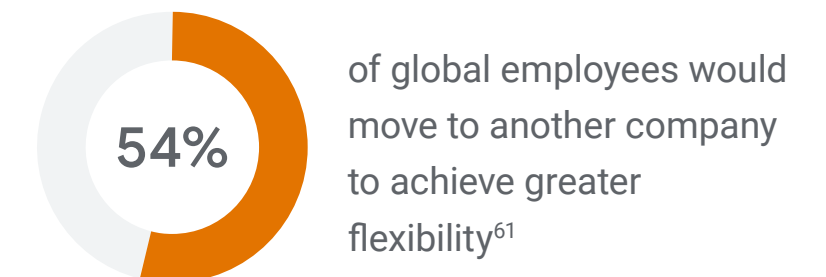 54%
of global employees would
move to another company
to achieve greater
flexibility⁶¹